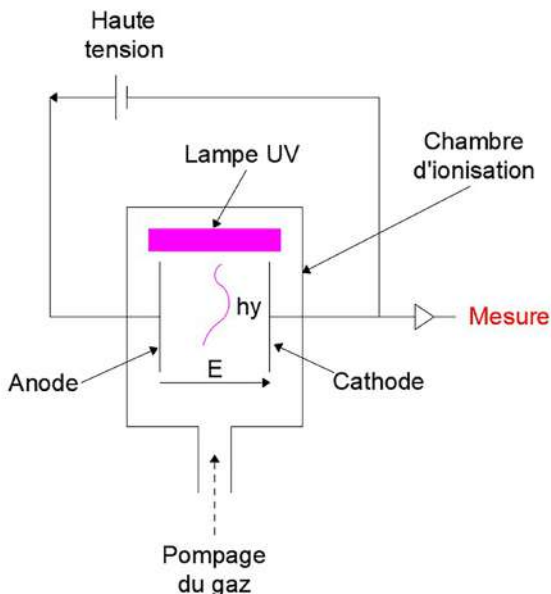 Haute
tension
Lampe UV
Chambre
d'ionisation
hy
Mesure
Anode
E
Cathode
Pompage
du gaz